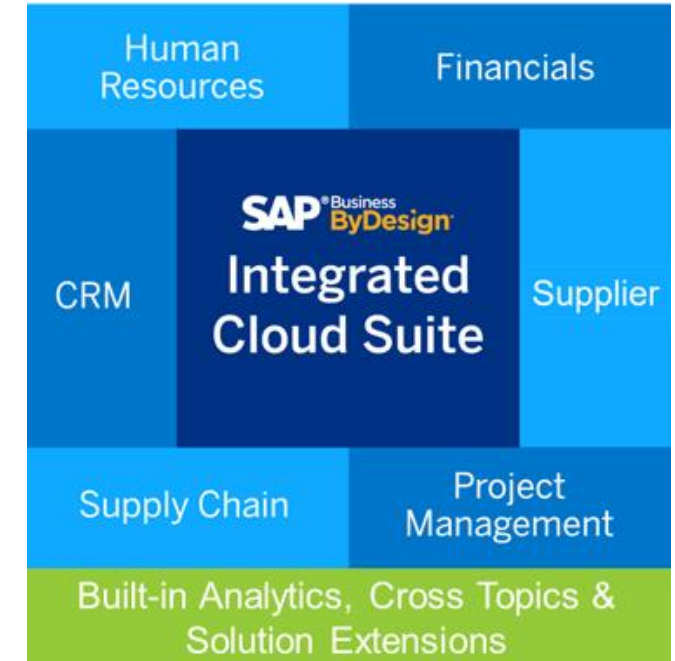 Human
Resources
Financials
SAP® Business
ByDesign
Integrated
Cloud Suite
CRM
Supplier
Supply Chain
Project
Management
Built-in Analytics, Cross Topics &
Solution Extensions